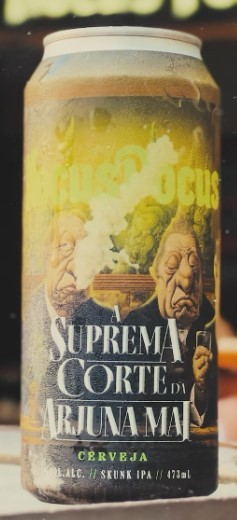 A
SUPREMA
CORTE DA
ARJUNA MAI
CERVEJA
ALC. // SKUNK IPA // 473mL